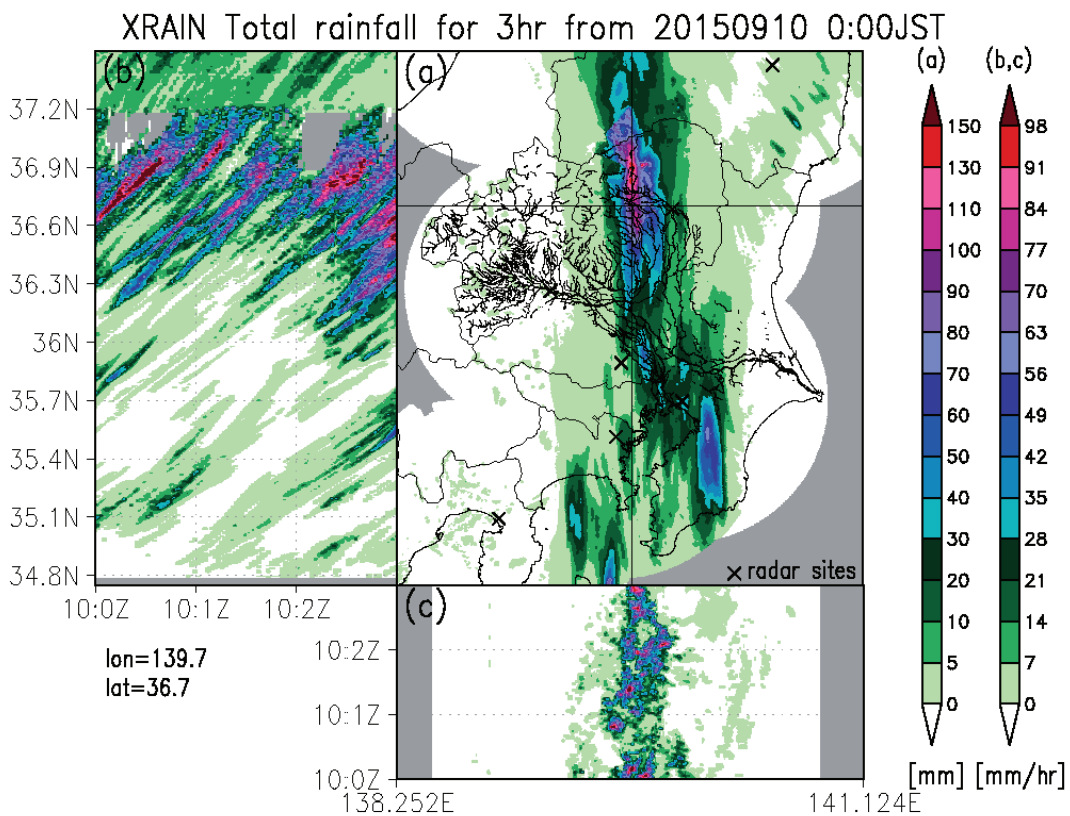 XRAIN Total rainfall for 3hr from 20150910 0:00JST
(b)
(a)
(a)
(b,c)
37.2N
36.9N
36.6N
36.3N
36N
35.7N
35.4N
35.1N
34.8N
10:0Z
10:1Z
10:2Z
× radar sites
150
130
110
100
90
80
70
60
50
40
30
20
10
5
0
98
91
84
77
70
63
56
49
42
35
28
21
14
7
0
[mm]
[mm/hr]
lon=139.7
lat=36.7
(c)
10:2Z
10:1Z
10:0Z
138.252E
141.124E